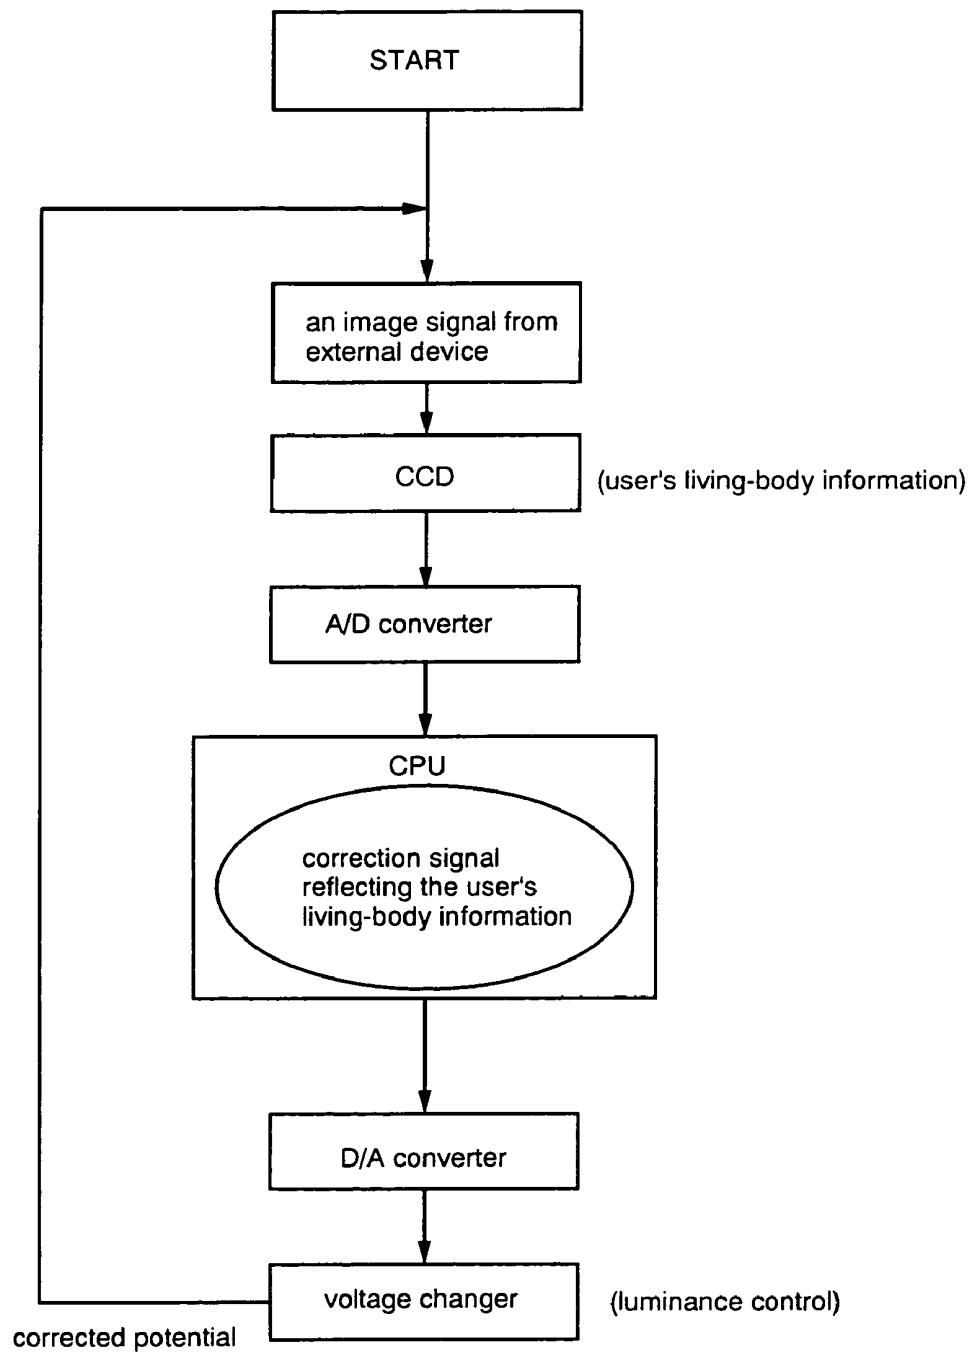 START
an image signal from
external device
CCD
(user's living-body information)
A/D converter
CPU
correction signal
reflecting the user's
living-body information
D/A converter
voltage changer
(luminance control)
corrected potential